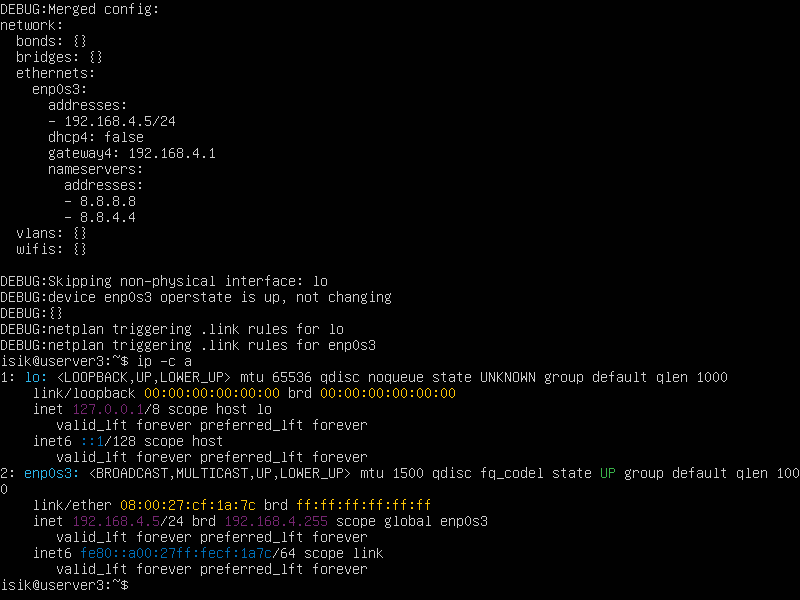 DEBUG:Merged config:
network:
  bonds: {}
  bridges: {}
  ethernets:
    enp0s3:
      addresses:
      - 192.168.4.5/24
      dhcp4: false
      gateway4: 192.168.4.1
      nameservers:
        addresses:
        - 8.8.8.8
        - 8.8.4.4
  vlans: {}
  wifis: {}

DEBUG:Skipping non-physical interface: lo
DEBUG:device enp0s3 operstate is up, not changing
DEBUG:{}
DEBUG:netplan triggering .link rules for lo
DEBUG:netplan triggering .link rules for enp0s3
isik@userver3:~$ ip -c a
1: lo: <LOOPBACK,UP,LOWER_UP> mtu 65536 qdisc noqueue state UNKNOWN group default qlen 1000
    link/loopback 00:00:00:00:00:00 brd 00:00:00:00:00:00
    inet 127.0.0.1/8 scope host lo
       valid_lft forever preferred_lft forever
    inet6 ::1/128 scope host
       valid_lft forever preferred_lft forever
2: enp0s3: <BROADCAST,MULTICAST,UP,LOWER_UP> mtu 1500 qdisc fq_codel state UP group default qlen 100
0
    link/ether 08:00:27:cf:1a:7c brd ff:ff:ff:ff:ff:ff
    inet 192.168.4.5/24 brd 192.168.4.255 scope global enp0s3
       valid_lft forever preferred_lft forever
    inet6 fe80::a00:27ff:fecf:1a7c/64 scope link
       valid_lft forever preferred_lft forever
isik@userver3:~$